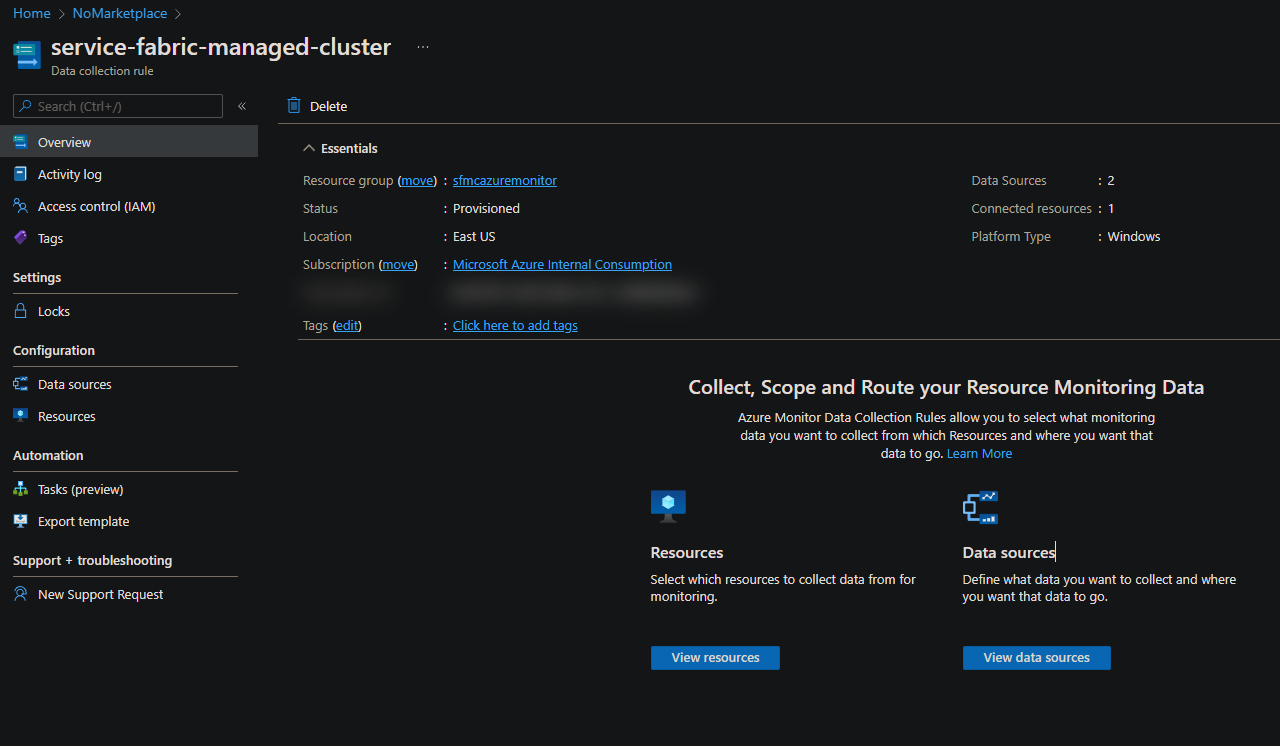 Home > NoMarketplace >
service-fabric-managed-cluster ...
Data collection rule
Search (Ctrl+/) «
Overview
Activity log
Access control (IAM)
Tags
Settings
Locks
Configuration
Data sources
Resources
Automation
Tasks (preview)
Export template
Support + troubleshooting
New Support Request
Delete
Essentials
Resource group (move) : sfmcazuremonitor
Status : Provisioned
Location : East US
Subscription (move) : Microsoft Azure Internal Consumption
Tags (edit) : Click here to add tags
Data Sources : 2
Connected resources : 1
Platform Type : Windows
Collect, Scope and Route your Resource Monitoring Data
Azure Monitor Data Collection Rules allow you to select what monitoring
data you want to collect from which Resources and where you want that
data to go. Learn More
Resources
Select which resources to collect data from for
monitoring.
View resources
Data sources
Define what data you want to collect and where
you want that data to go.
View data sources